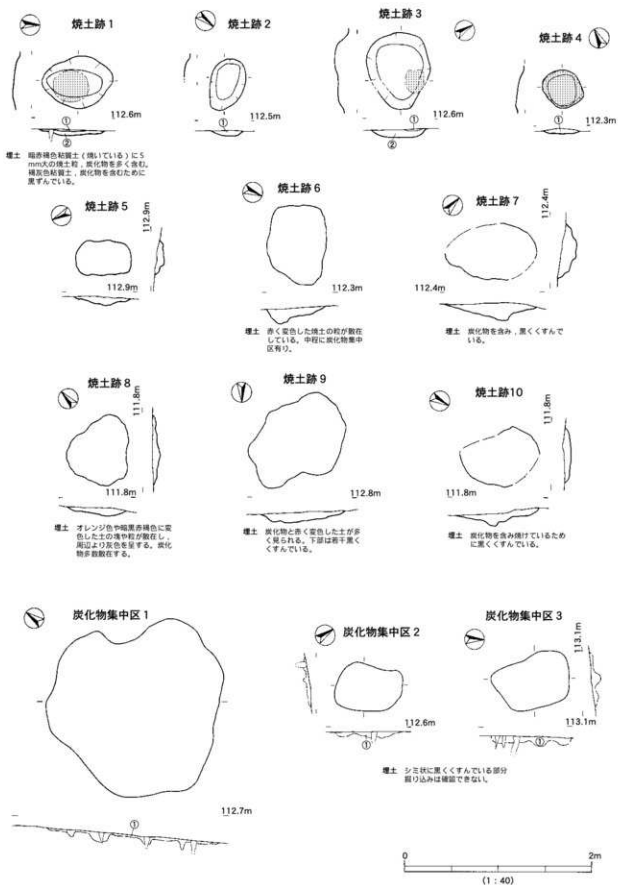 焼土跡1
焼土跡2
焼土跡3
焼土跡4
112.6m
112.5m
112.6m
112.3m
①
②
①
①
②
①
埋土 暗赤褐色粘質土(焼いている)に5
mm大の焼土粒,炭化物を多く含む。
褐灰色粘質土,炭化物を含むために
黒ずんでいる。
焼土跡5
112.9m
112.9m
焼土跡6
112.3m
埋土 赤く変色した焼土の粒が散在
している。中程に炭化物集中
区有り。
焼土跡7
112.4m
112.4m
埋土 炭化物を含み,黒くくすんで
いる。
焼土跡8
111.8m
111.8m
埋土 オレンジ色や暗黒赤褐色に変
色した土の塊や粒が散在し,
周辺より灰色を呈する。炭化
物多数散在する。
焼土跡9
112.8m
埋土 炭化物と赤く変色した土が多
く見られる。下部は若干黒く
くすんでいる。
焼土跡10
111.8m
111.8m
埋土 炭化物を含み焼けているため
に黒くくすんでいる。
炭化物集中区1
112.7m
①
炭化物集中区2
112.6m
①
炭化物集中区3
113.1m
113.1m
①
埋土 シミ状に黒くくすんでいる部分
掘り込みは確認できない。
0
2m
(1:40)